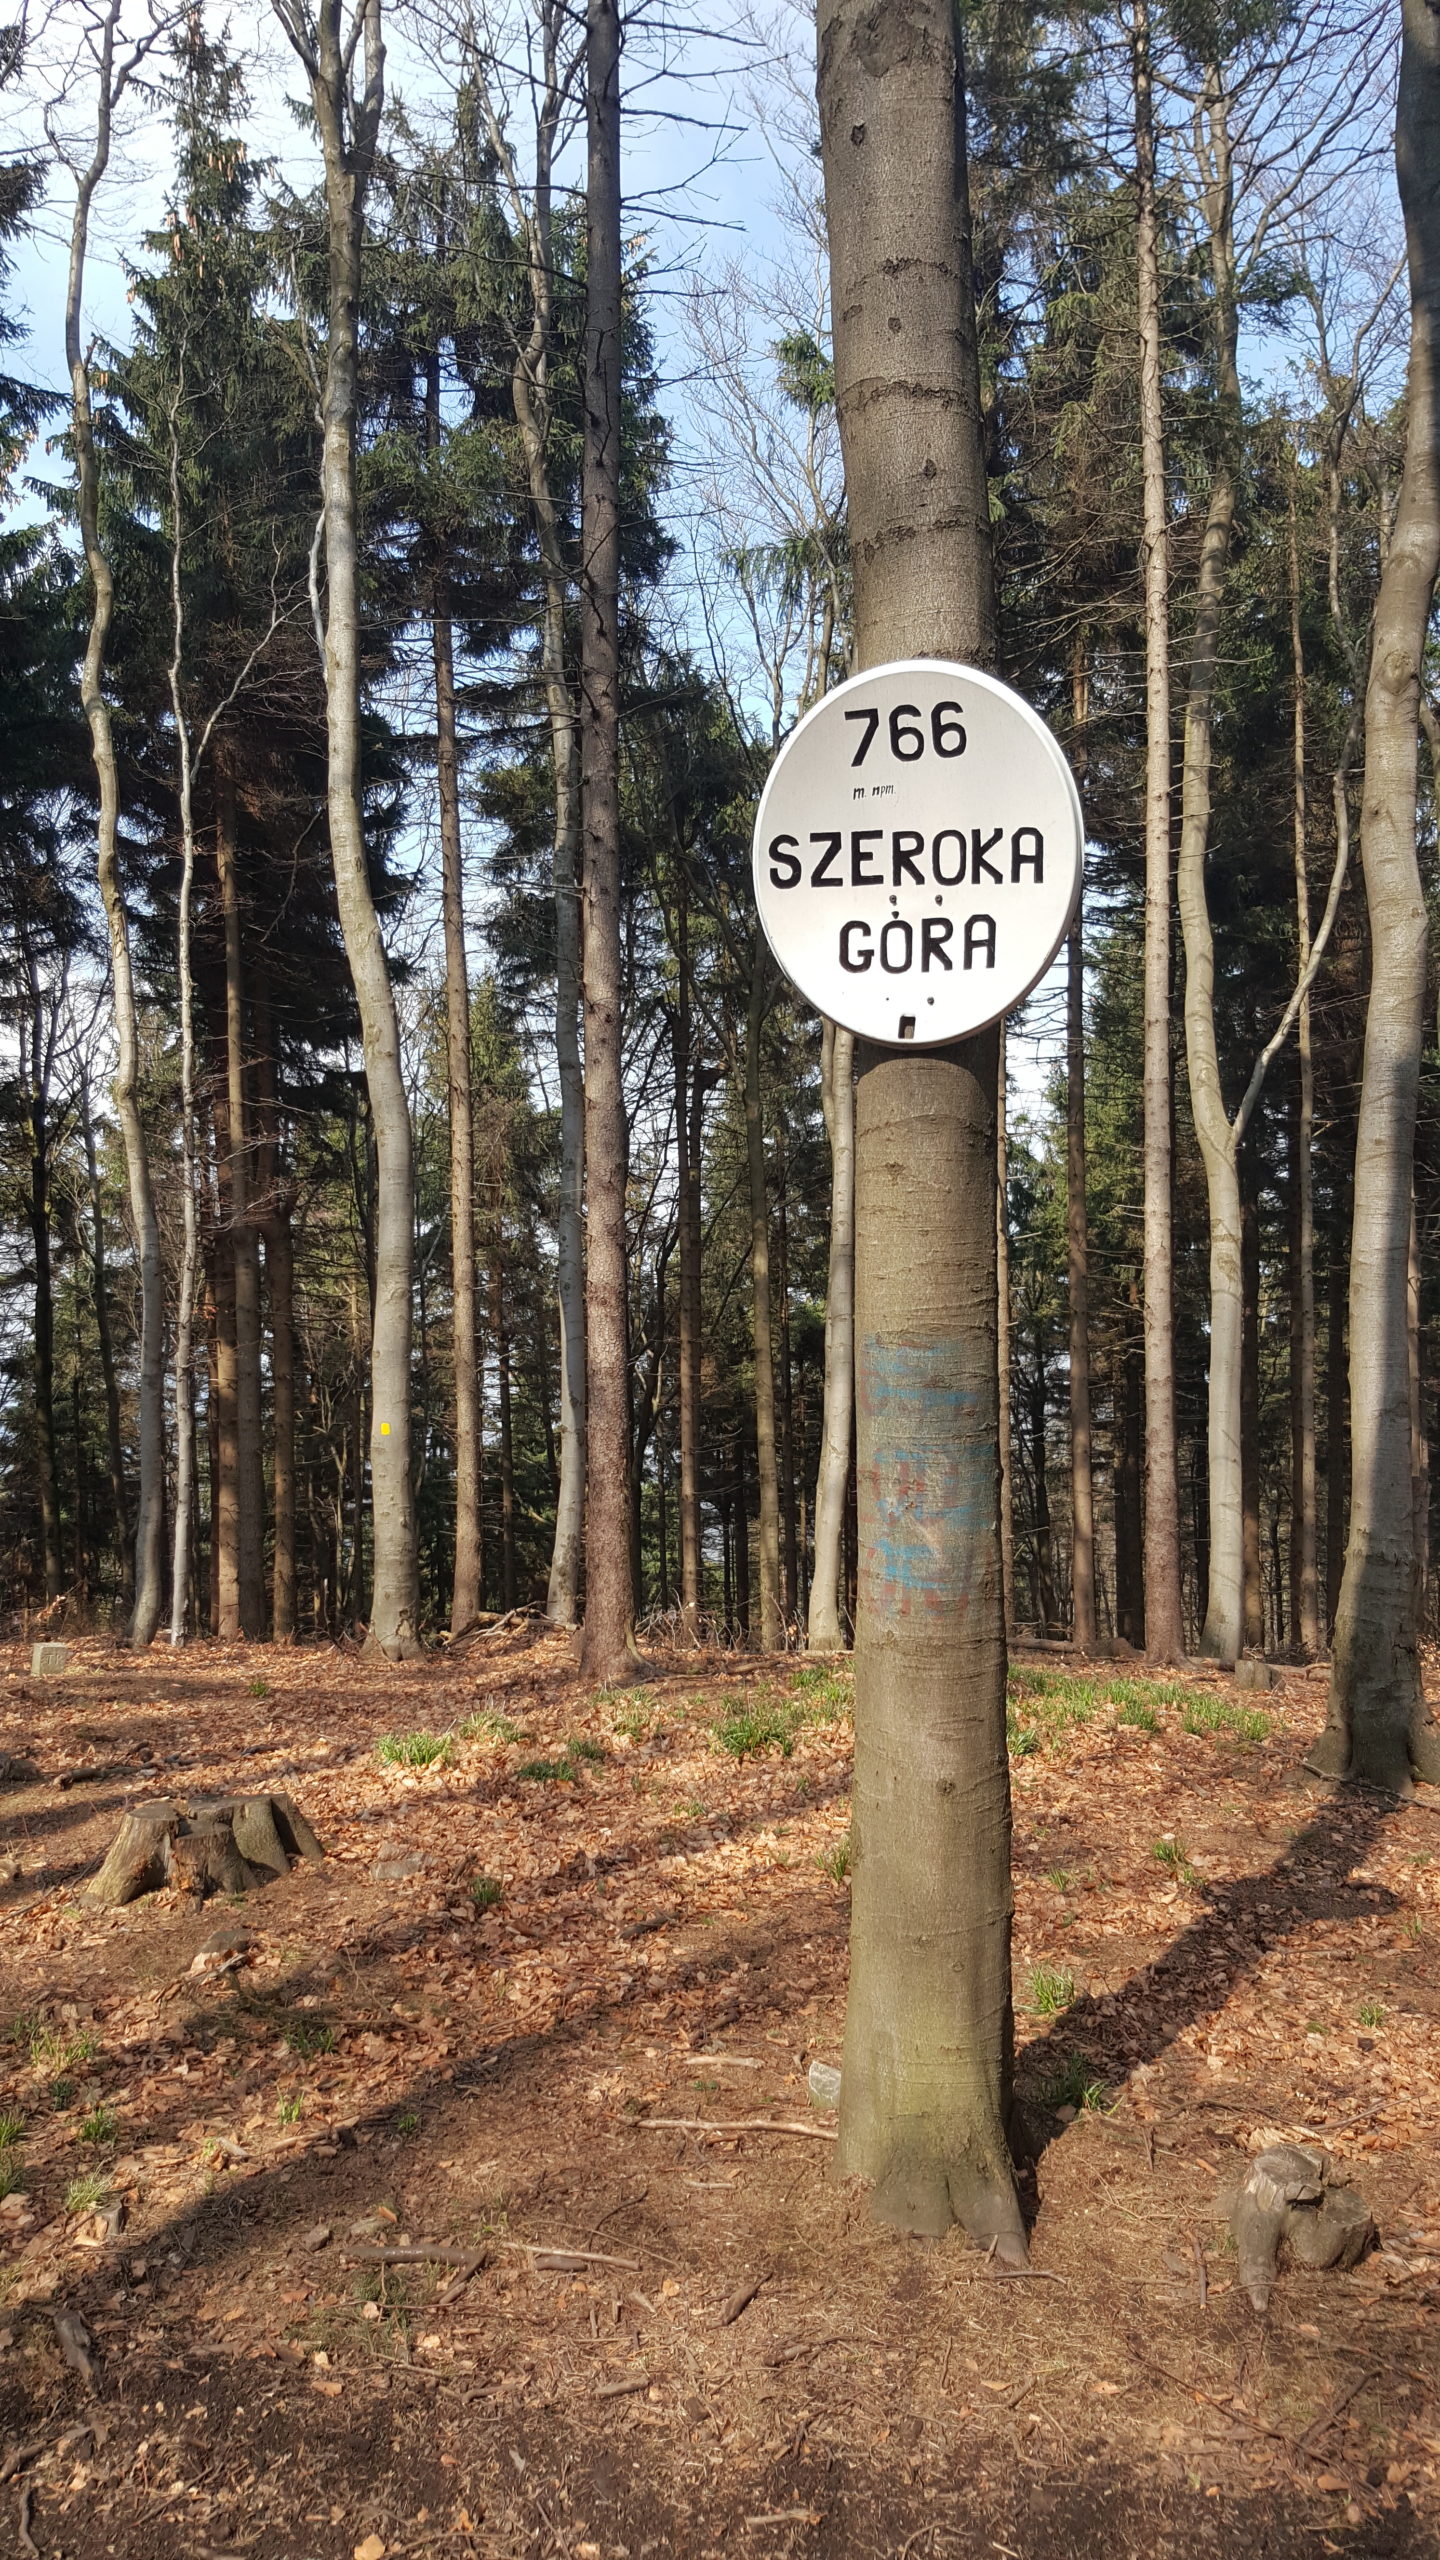 766
m. npm.
SZEROKA
GÓRA